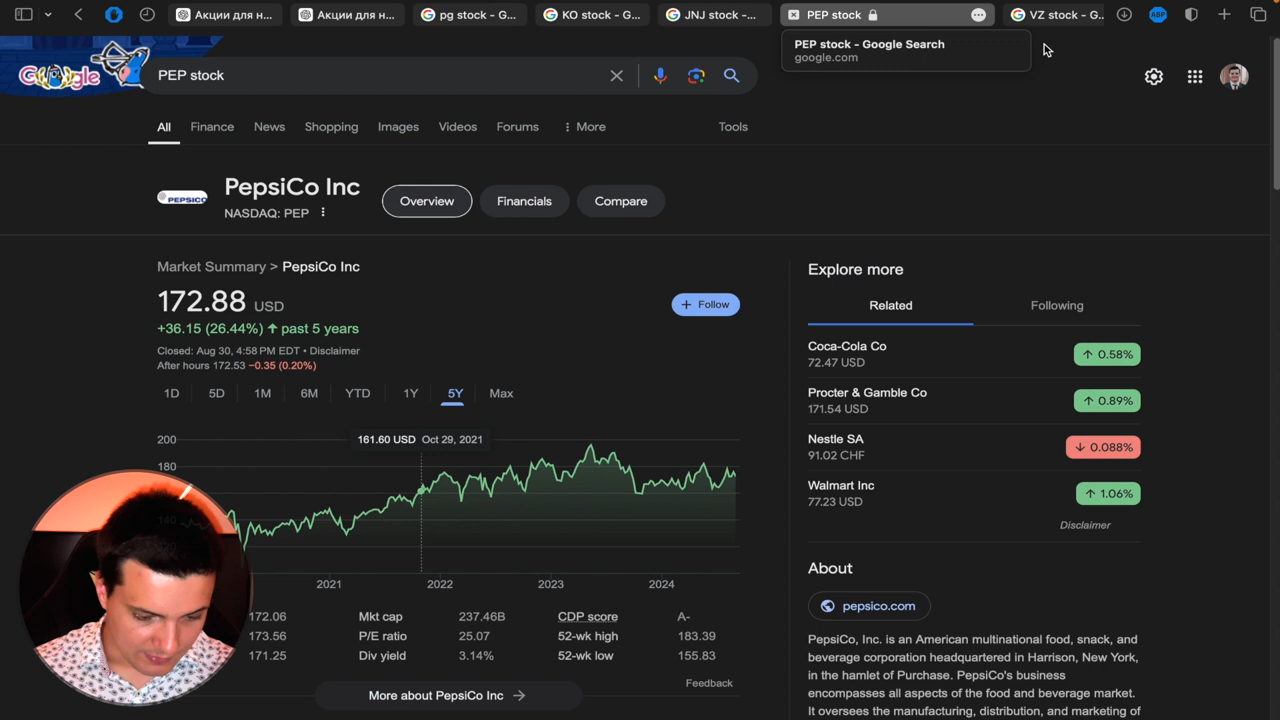 Акции для н...
Акции для н...
pg stock - G...
KO stock - G...
JNJ stock -...
PEP stock
VZ stock - G..
ABP
PEP stock - Google Search
google.com
Google
PEP stock
All
Finance
News
Shopping
Images
Videos
Forums
More
Tools
PEPSICO
PepsiCo Inc
NASDAQ: PEP
Overview
Financials
Compare
Market Summary > PepsiCo Inc
172.88 USD
+36.15 (26.44%) ↑ past 5 years
Closed: Aug 30, 4:58 PM EDT • Disclaimer
After hours 172.53 −0.35 (0.20%)
+ Follow
1D
5D
1M
6M
YTD
1Y
5Y
Max
161.60 USD Oct 29, 2021
200
180
2021
2022
2023
2024
172.06
Mkt cap
237.46B
CDP score
A-
173.56
P/E ratio
25.07
52-wk high
183.39
171.25
Div yield
3.14%
52-wk low
155.83
Feedback
More about PepsiCo Inc →
Explore more
Related
Following
Coca-Cola Co
72.47 USD
↑ 0.58%
Procter & Gamble Co
171.54 USD
↑ 0.89%
Nestle SA
91.02 CHF
↓ 0.088%
Walmart Inc
77.23 USD
↑ 1.06%
Disclaimer
About
pepsico.com
PepsiCo, Inc. is an American multinational food, snack, and
beverage corporation headquartered in Harrison, New York,
in the hamlet of Purchase. PepsiCo's business
encompasses all aspects of the food and beverage market.
It oversees the manufacturing, distribution, and marketing of